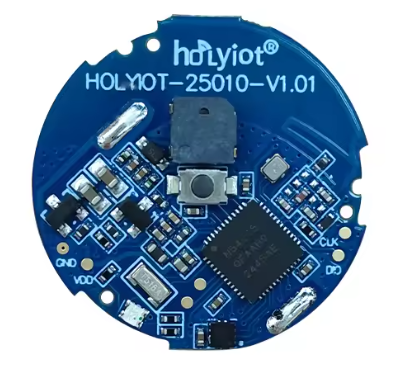 holyiot®
HOLYIOT-25010-V1.01
CLK
GND
DIO
VDD